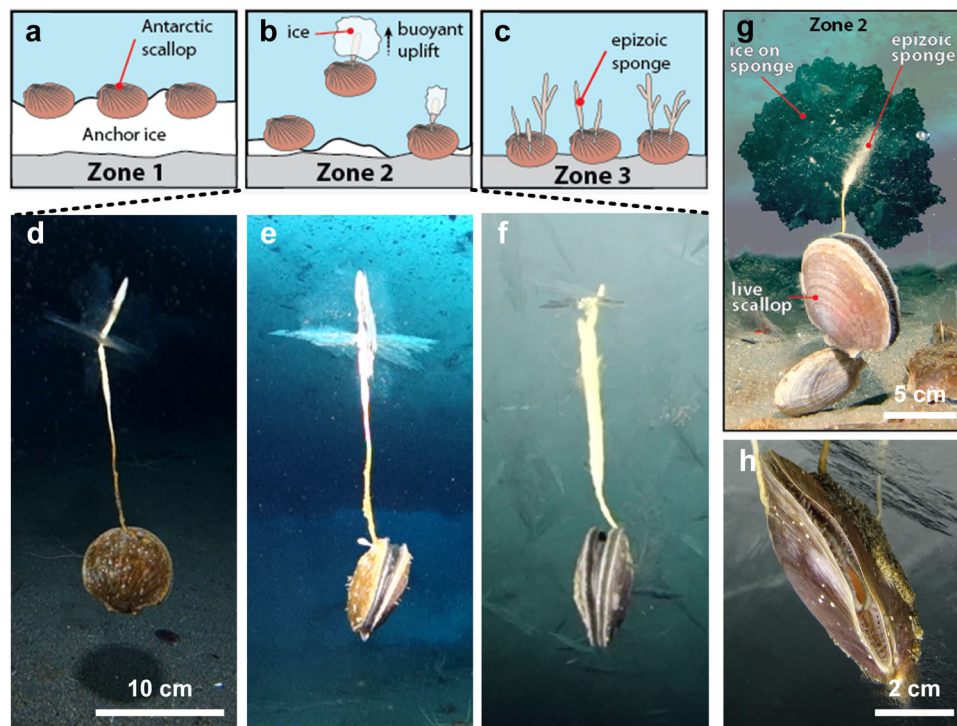 a
Antarctic
scallop
Anchor ice
Zone 1
b
ice
buoyant
uplift
Zone 2
c
epizoic
sponge
Zone 3
d
10 cm
e
f
g
Zone 2
ice on
sponge
epizoic
sponge
live
scallop
5 cm
h
2 cm